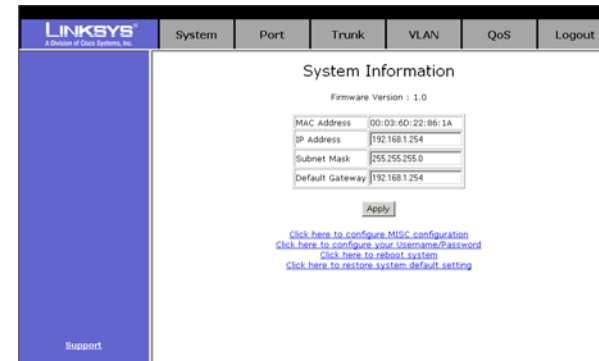 LINKSYS®
A Division of Cisco Systems, Inc.
System Port Trunk VLAN QoS Logout
System Information
Firmware Version : 1.0
MAC Address 00:03:6D:22:86:1A
IP Address 192.168.1.254
Subnet Mask 255.255.255.0
Default Gateway 192.168.1.254
Apply
Click here to configure MISC configuration
Click here to configure your Username/Password
Click here to reboot system
Click here to restore system default setting
Support